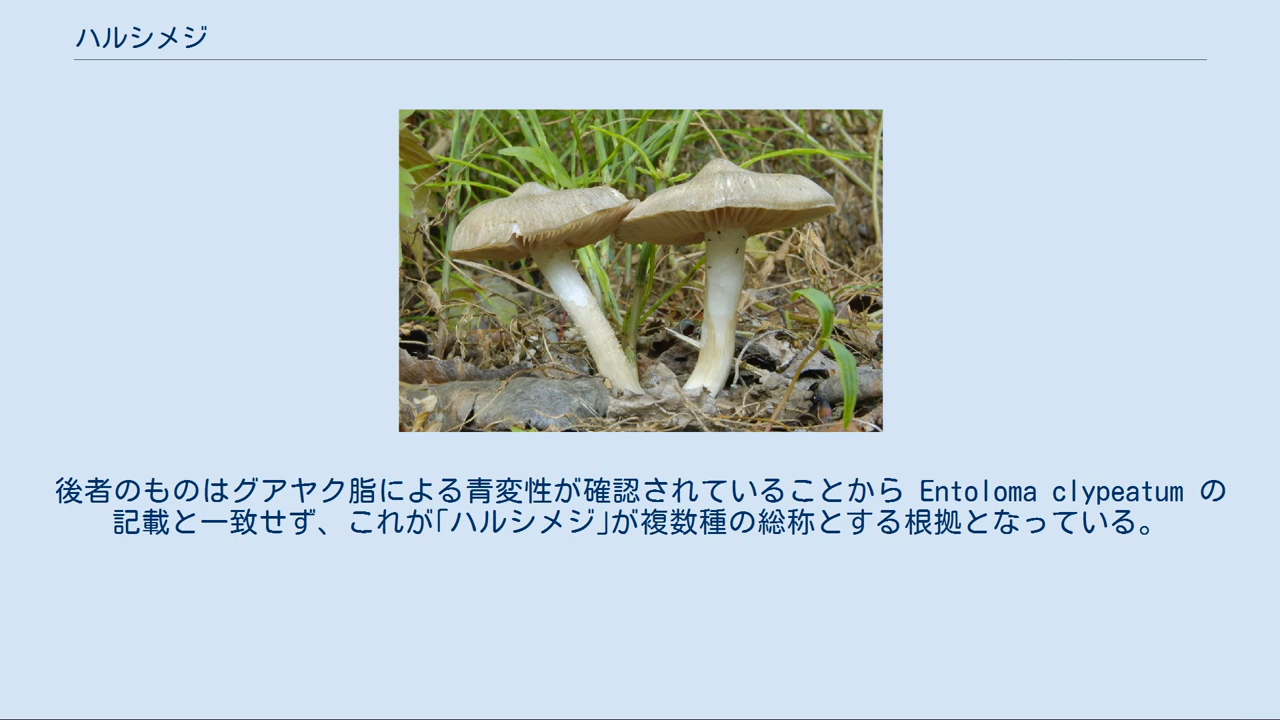 ハルシメジ
後者のものはグアヤク脂による青変性が確認されていることから Entoloma clypeatum の
記載と一致せず、これが｢ハルシメジ｣が複数種の総称とする根拠となっている。